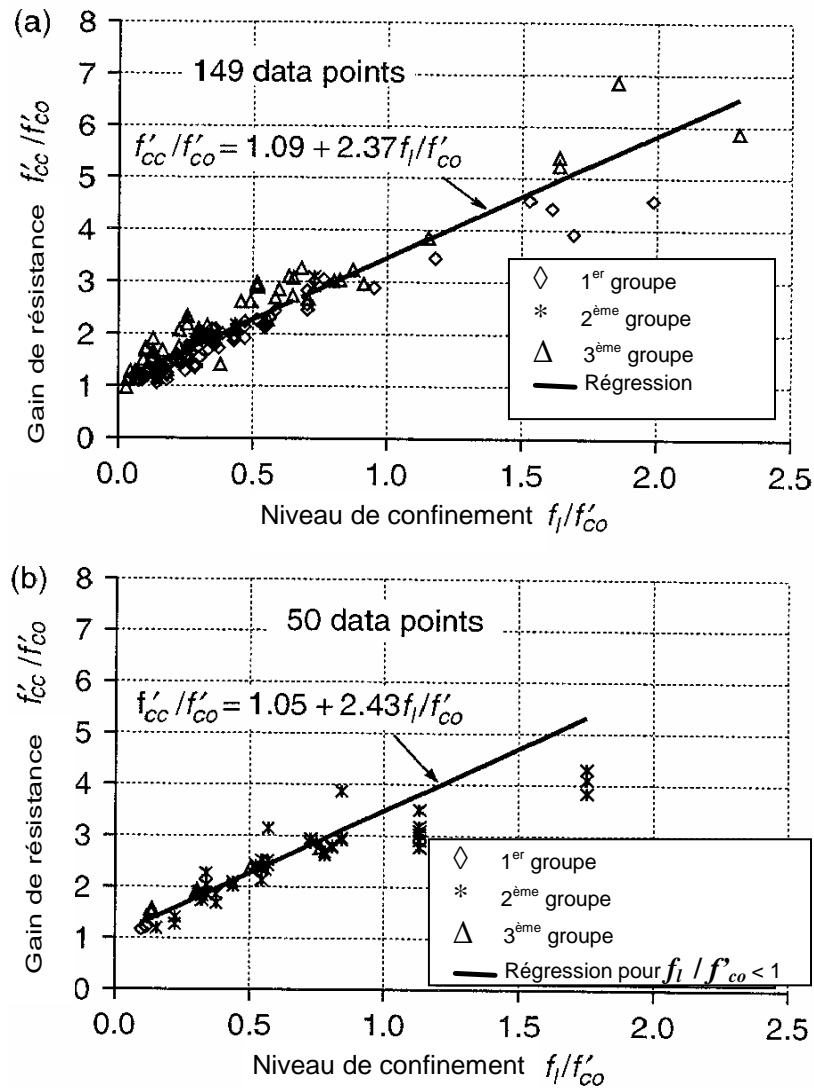 (a)
149 data points
f'cc/f'co = 1.09 + 2.37fl/f'co
Gain de résistance f'cc/f'co
8
7
6
5
4
3
2
1
0
0.0 0.5 1.0 1.5 2.0 2.5
Niveau de confinement fl/f'co
1er groupe
2ème groupe
3ème groupe
Régression
(b)
50 data points
f'cc/f'co = 1.05 + 2.43fl/f'co
Gain de résistance f'cc/f'co
8
7
6
5
4
3
2
1
0
0.0 0.5 1.0 1.5 2.0 2.5
Niveau de confinement fl/f'co
1er groupe
2ème groupe
3ème groupe
Régression pour fl / f'co < 1